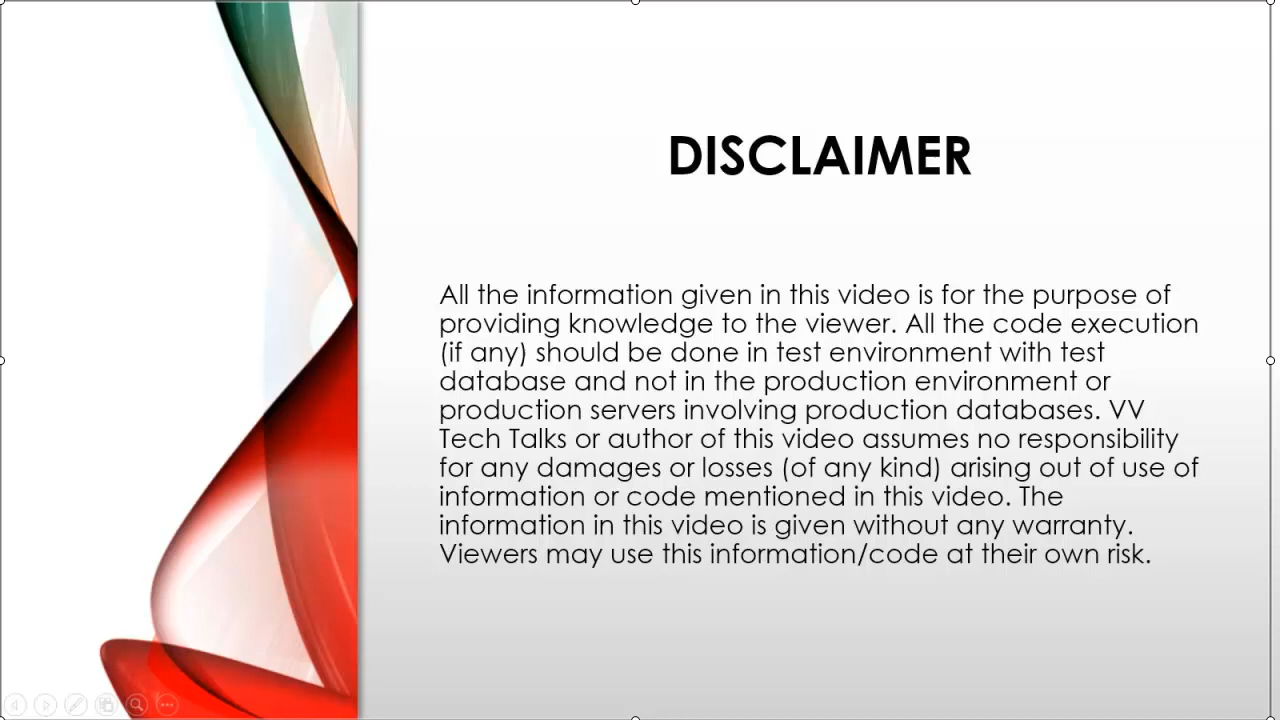 DISCLAIMER
All the information given in this video is for the purpose of
providing knowledge to the viewer. All the code execution
(if any) should be done in test environment with test
database and not in the production environment or
production servers involving production databases. VV
Tech Talks or author of this video assumes no responsibility
for any damages or losses (of any kind) arising out of use of
information or code mentioned in this video. The
information in this video is given without any warranty.
Viewers may use this information/code at their own risk.